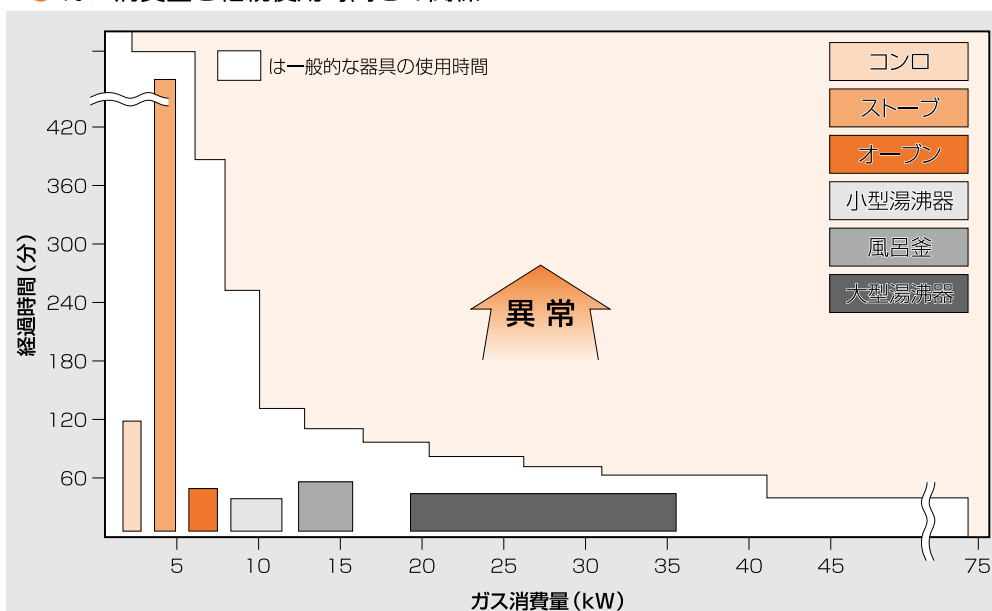 は一般的な器具の使用時間
コンロ
ストーブ
オーブン
小型湯沸器
風呂釜
大型湯沸器
異常
経過時間(分)
420
360
300
240
180
120
60
5 10 15 20 25 30 35 40 45 75
ガス消費量(kW)